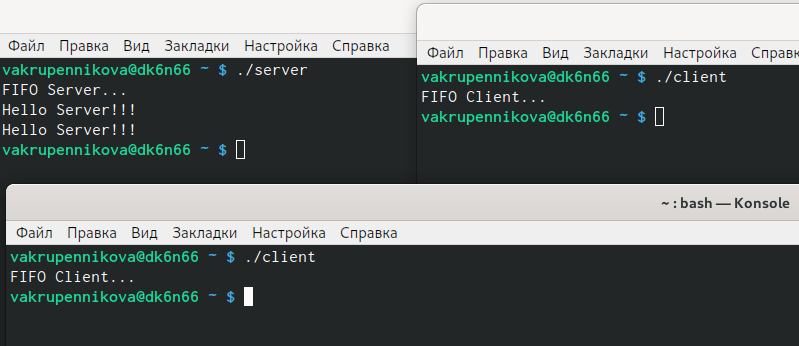 Файл Правка Вид Закладки Настройка Справка
vakrupennikova@dk6n66 ~ $ ./server
FIFO Server...
Hello Server!!!
Hello Server!!!
vakrupennikova@dk6n66 ~ $
Файл Правка Вид Закладки Настройка Справк
vakrupennikova@dk6n66 ~ $ ./client
FIFO Client...
vakrupennikova@dk6n66 ~ $
~ : bash — Konsole
Файл Правка Вид Закладки Настройка Справка
vakrupennikova@dk6n66 ~ $ ./client
FIFO Client...
vakrupennikova@dk6n66 ~ $